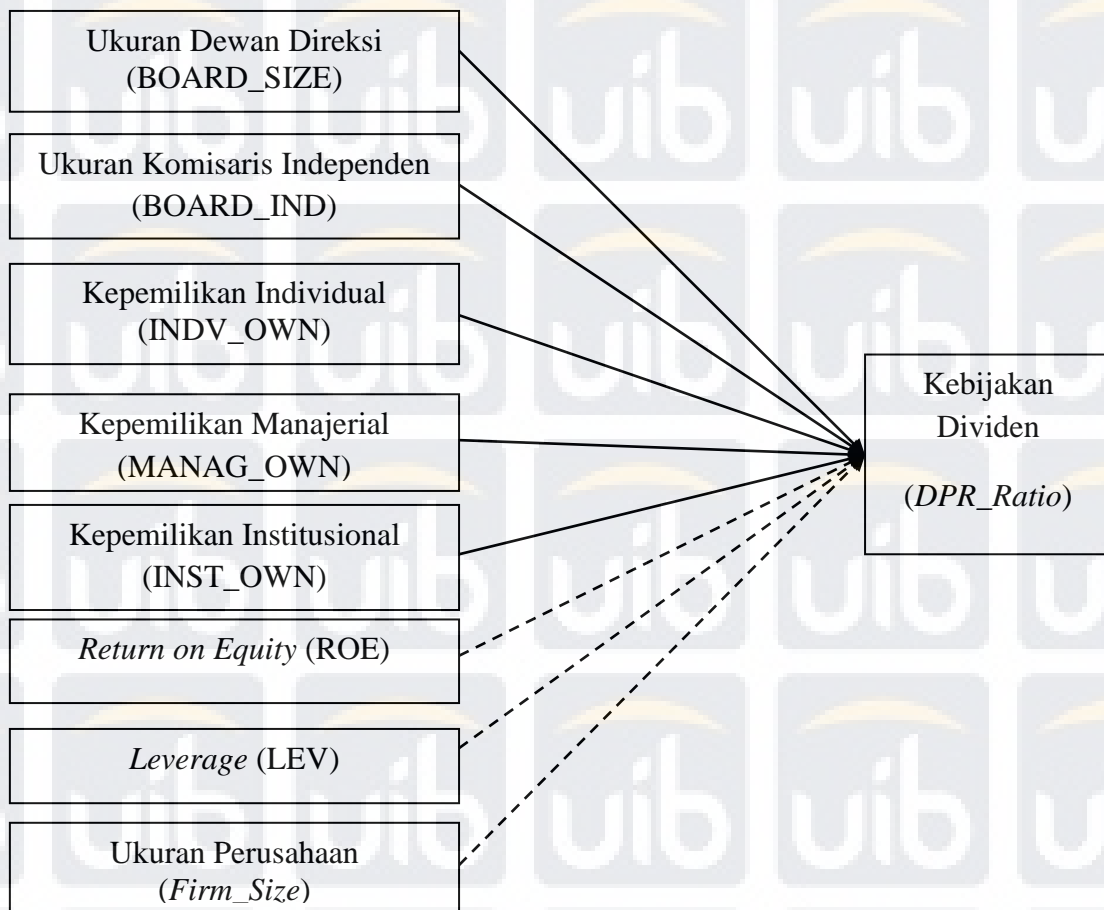 Ukuran Dewan Direksi
(BOARD_SIZE)
Ukuran Komisaris Independen
(BOARD_IND)
Kepemilikan Individual
(INDV_OWN)
Kepemilikan Manajerial
(MANAG_OWN)
Kepemilikan Institusional
(INST_OWN)
Return on Equity (ROE)
Leverage (LEV)
Ukuran Perusahaan
(Firm_Size)
Kebijakan
Dividen
(DPR_Ratio)
uib